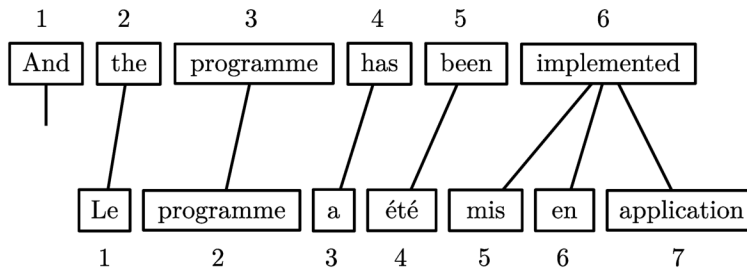 1 2 3 4 5 6
And the programme has been implemented
Le programme a été mis en application
1 2 3 4 5 6 7